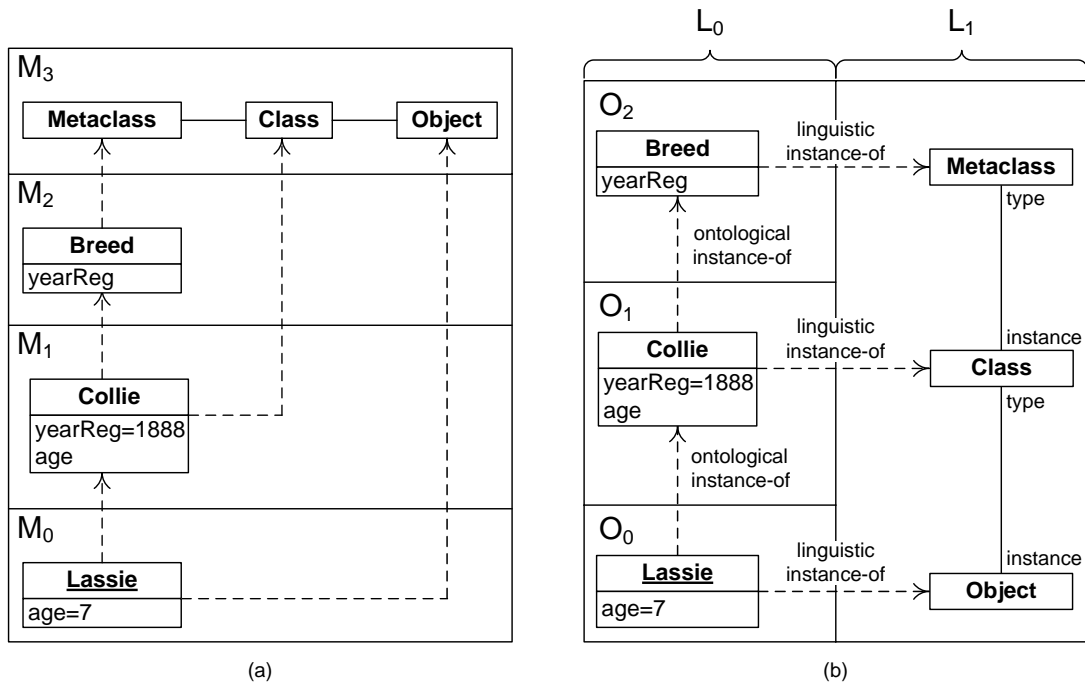 M3
Metaclass
Class
Object
M2
Breed
yearReg
M1
Collie
yearReg=1888
age
M0
Lassie
age=7
(a)
L0
L1
O2
Breed
yearReg
linguistic
instance-of
Metaclass
type
ontological
instance-of
O1
Collie
yearReg=1888
age
linguistic
instance-of
instance
Class
type
ontological
instance-of
O0
Lassie
age=7
linguistic
instance-of
instance
Object
(b)